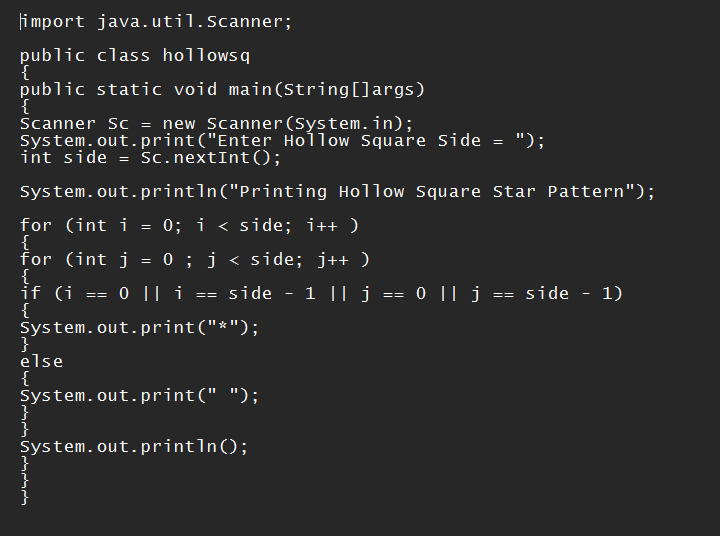 import java.util.Scanner;
public class hollowsq
{
public static void main(String[]args)
{
Scanner Sc = new Scanner(System.in);
System.out.print("Enter Hollow Square Side = ");
int side = Sc.nextInt();
System.out.println("Printing Hollow Square Star Pattern");
for (int i = 0; i < side; i++ )
{
for (int j = 0 ; j < side; j++ )
{
if (i == 0 || i == side - 1 || j == 0 || j == side - 1)
{
System.out.print("*");
}
else
{
System.out.print(" ");
}
}
System.out.println();
}
}
}